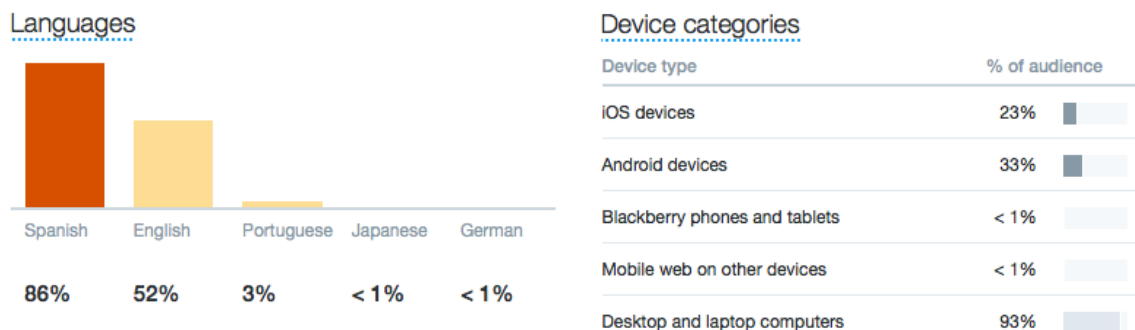 Languages
Spanish English Portuguese Japanese German
86% 52% 3% < 1% < 1%
Device categories
Device type % of audience
iOS devices 23%
Android devices 33%
Blackberry phones and tablets < 1%
Mobile web on other devices < 1%
Desktop and laptop computers 93%